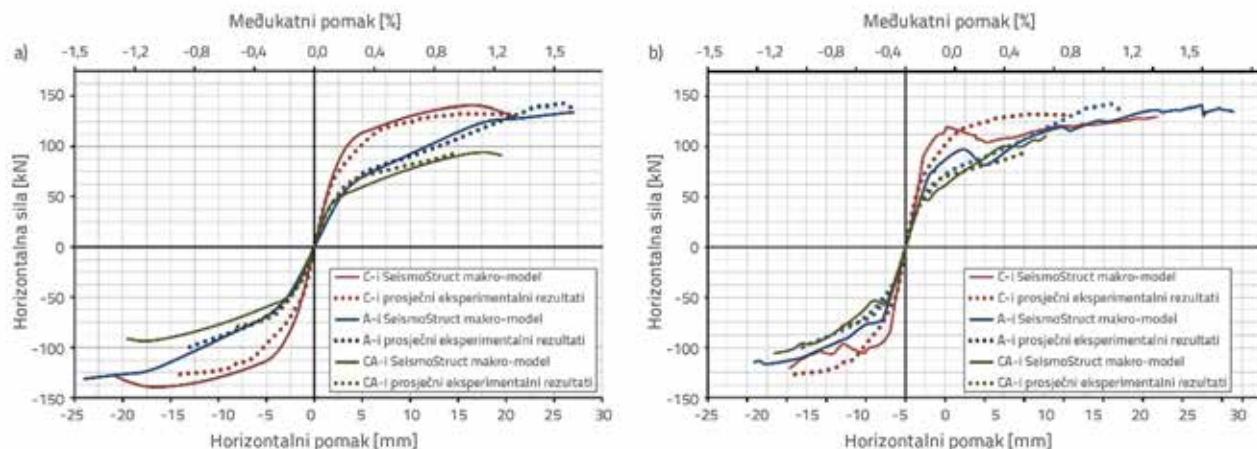 a)
Međukatni pomak [%]
-1,5 -1,2 -0,8 -0,4 0,0 0,4 0,8 1,2 1,5
Horizontalna sila [kN]
150
100
50
0
-50
-100
-150
C-i SeismoStruct makro-model
C-i prosječni eksperimentalni rezultati
A-i SeismoStruct makro-model
A-i prosječni eksperimentalni rezultati
CA-i SeismoStruct makro-model
CA-i prosječni eksperimentalni rezultati
-25 -20 -15 -10 -5 0 5 10 15 20 25 30
Horizontalni pomak [mm]
b)
Međukatni pomak [%]
-1,5 -1,2 -0,8 -0,4 0,0 0,4 0,8 1,2 1,5
Horizontalna sila [kN]
150
100
50
0
-50
-100
-150
C-i SeismoStruct makro-model
C-i prosječni eksperimentalni rezultati
A-i SeismoStruct makro-model
A-i prosječni eksperimentalni rezultati
CA-i SeismoStruct makro-model
CA-i prosječni eksperimentalni rezultati
-25 -20 -15 -10 -5 0 5 10 15 20 25 30
Horizontalni pomak [mm]